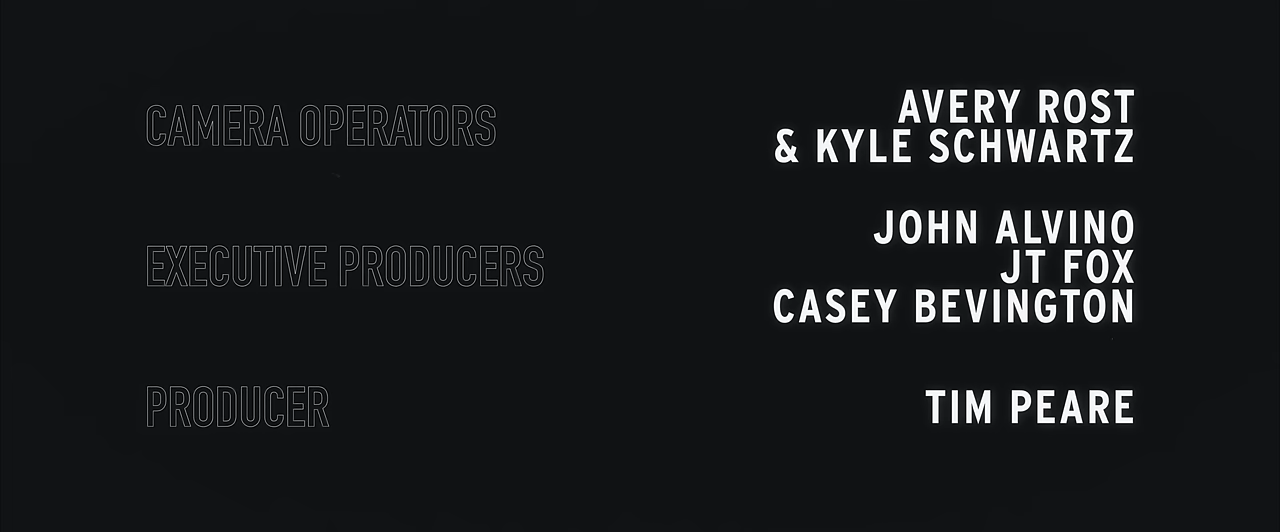 CAMERA OPERATORS
AVERY ROST
& KYLE SCHWARTZ
EXECUTIVE PRODUCERS
JOHN ALVINO
JT FOX
CASEY BEVINGTON
PRODUCER
TIM PEARE